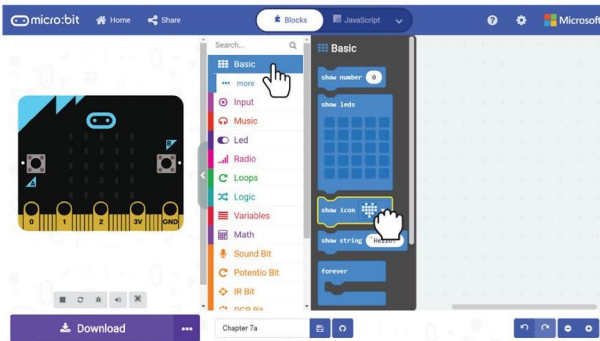 micro:bit
Home
Share
Blocks
JavaScript
Microsoft
Search...
Basic
more
Input
Music
Led
Radio
Loops
Logic
Variables
Math
Sound Bit
Potentio Bit
IR Bit
Basic
show number 0
show leds
show icon
show string "Hello!"
forever
A
B
0 1 2 3V GND
Download
Chapter 7a